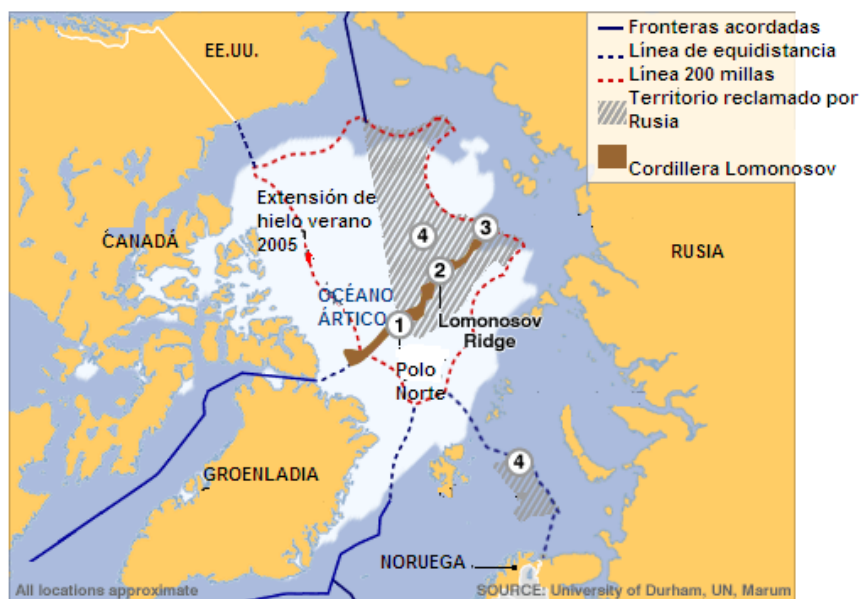 EE.UU.
Fronteras acordadas
Línea de equidistancia
Línea 200 millas
Territorio reclamado por
Rusia
Cordillera Lomonosov
Extensión de
hielo verano
2005
CANADÁ
3
4
RUSIA
2
OCÉANO
ÁRTICO
1
Lomonosov
Ridge
Polo
Norte
4
GROENLADIA
NORUEGA
All locations approximate
SOURCE: University of Durham, UN, Marum